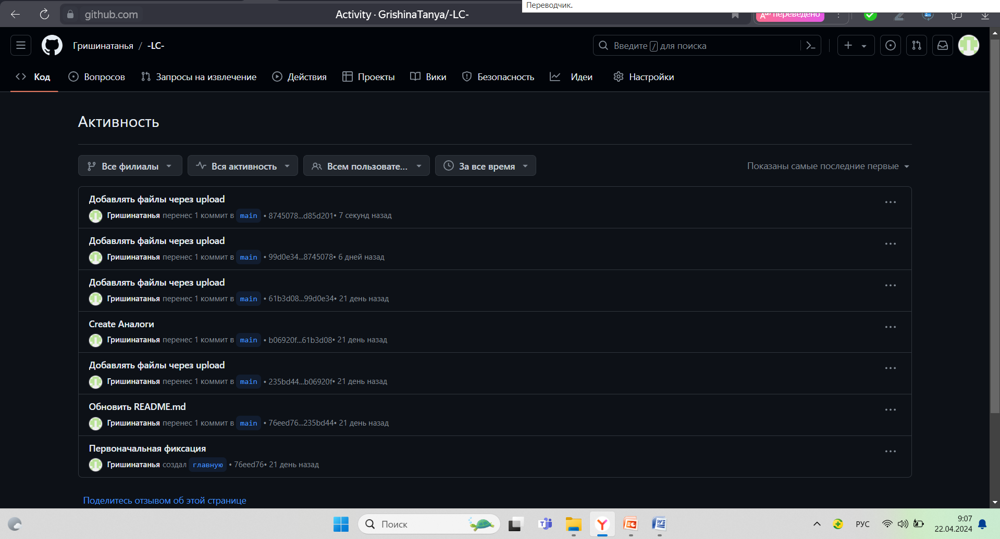 Переводчик.
github.com
Activity · GrishinaTanya/-LC-
переведено
Гришинатанья / -LC-
Введите / для поиска
Код
Вопросов
Запросы на извлечение
Действия
Проекты
Вики
Безопасность
Идеи
Настройки
Активность
Все филиалы
Вся активность
Всем пользовате...
За все время
Показаны самые последние первые
Добавлять файлы через upload
Гришинатанья перенес 1 коммит в main • 8745078...d85d201• 7 секунд назад
Добавлять файлы через upload
Гришинатанья перенес 1 коммит в main • 99d0e34...8745078• 6 дней назад
Добавлять файлы через upload
Гришинатанья перенес 1 коммит в main • 61b3d08...99d0e34• 21 день назад
Create Аналоги
Гришинатанья перенес 1 коммит в main • b06920f...61b3d08• 21 день назад
Добавлять файлы через upload
Гришинатанья перенес 1 коммит в main • 235bd44...b06920f• 21 день назад
Обновить README.md
Гришинатанья перенес 1 коммит в main • 76eed76...235bd44• 21 день назад
Первоначальная фиксация
Гришинатанья создал главную • 76eed76• 21 день назад
Поделитесь отзывом об этой странице
Поиск
РУС
9:07
22.04.2024